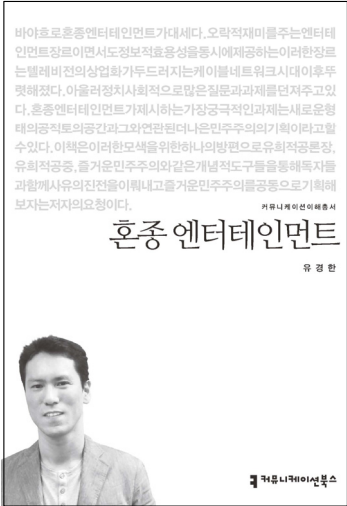 바야흐로혼종엔터테인먼트가대세다.오락적재미를주는엔터테
인먼트장르이면서도정보적효용성을동시에제공하는이러한장르
는텔레비전의상업화가두드러지는케이블네트워크시대이후뚜
렷해졌다.아울러정치사회적으로많은질문과과제를던져주고있
다.혼종엔터테인먼트가제시하는가장궁극적인과제는새로운형
태의공적토의공간과그와연관된더나은민주주의의기획이라고할
수있다.이책은이러한모색을위한하나의방편으로유희적공론장,
유희적공중,즐거운민주주의와같은개념적도구들을통해독자들
과함께사유의진전을이뤄내고즐거운민주주의를공동으로기획해
보자는저자의요청이다.
커뮤니케이션이해총서
혼종 엔터테인먼트
유경한
커뮤니케이션북스